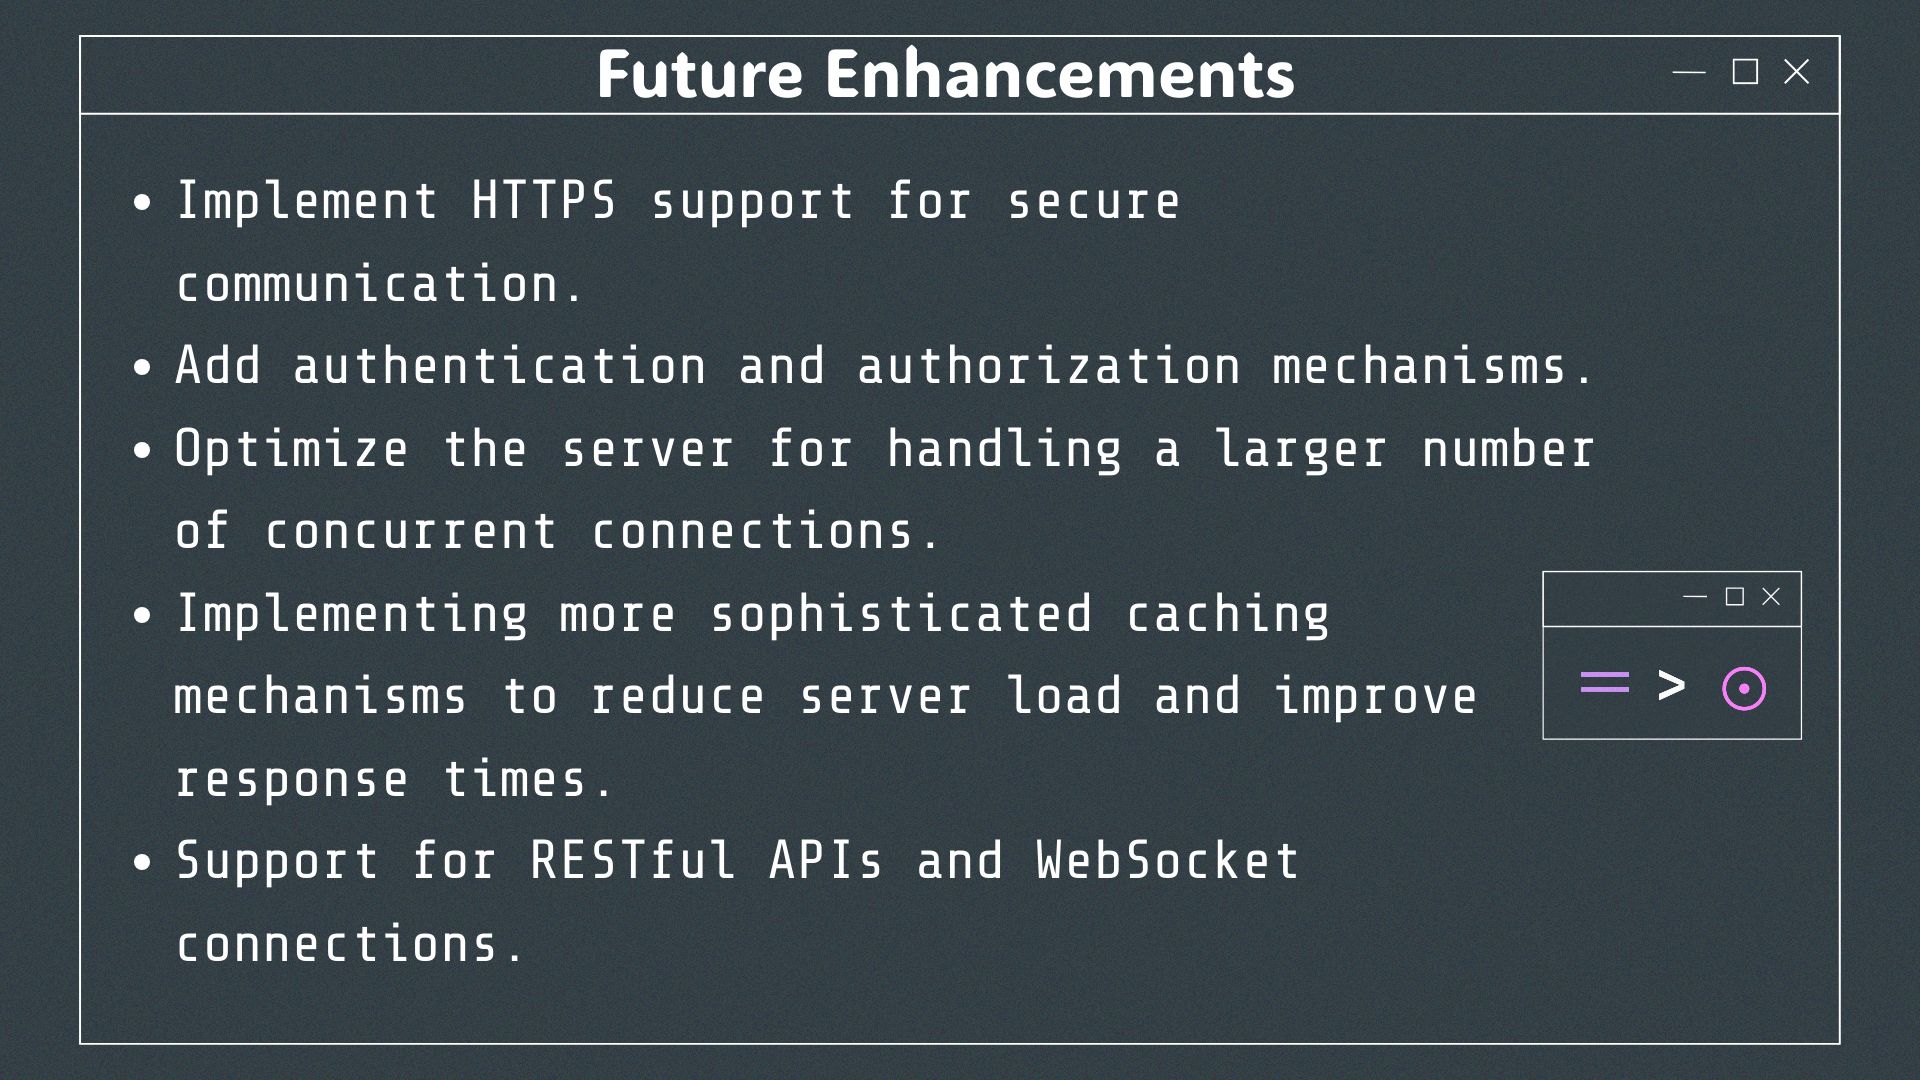 Future Enhancements
• Implement HTTPS support for secure
communication.
• Add authentication and authorization mechanisms.
• Optimize the server for handling a larger number
of concurrent connections.
• Implementing more sophisticated caching
mechanisms to reduce server load and improve
response times.
• Support for RESTful APIs and WebSocket
connections.